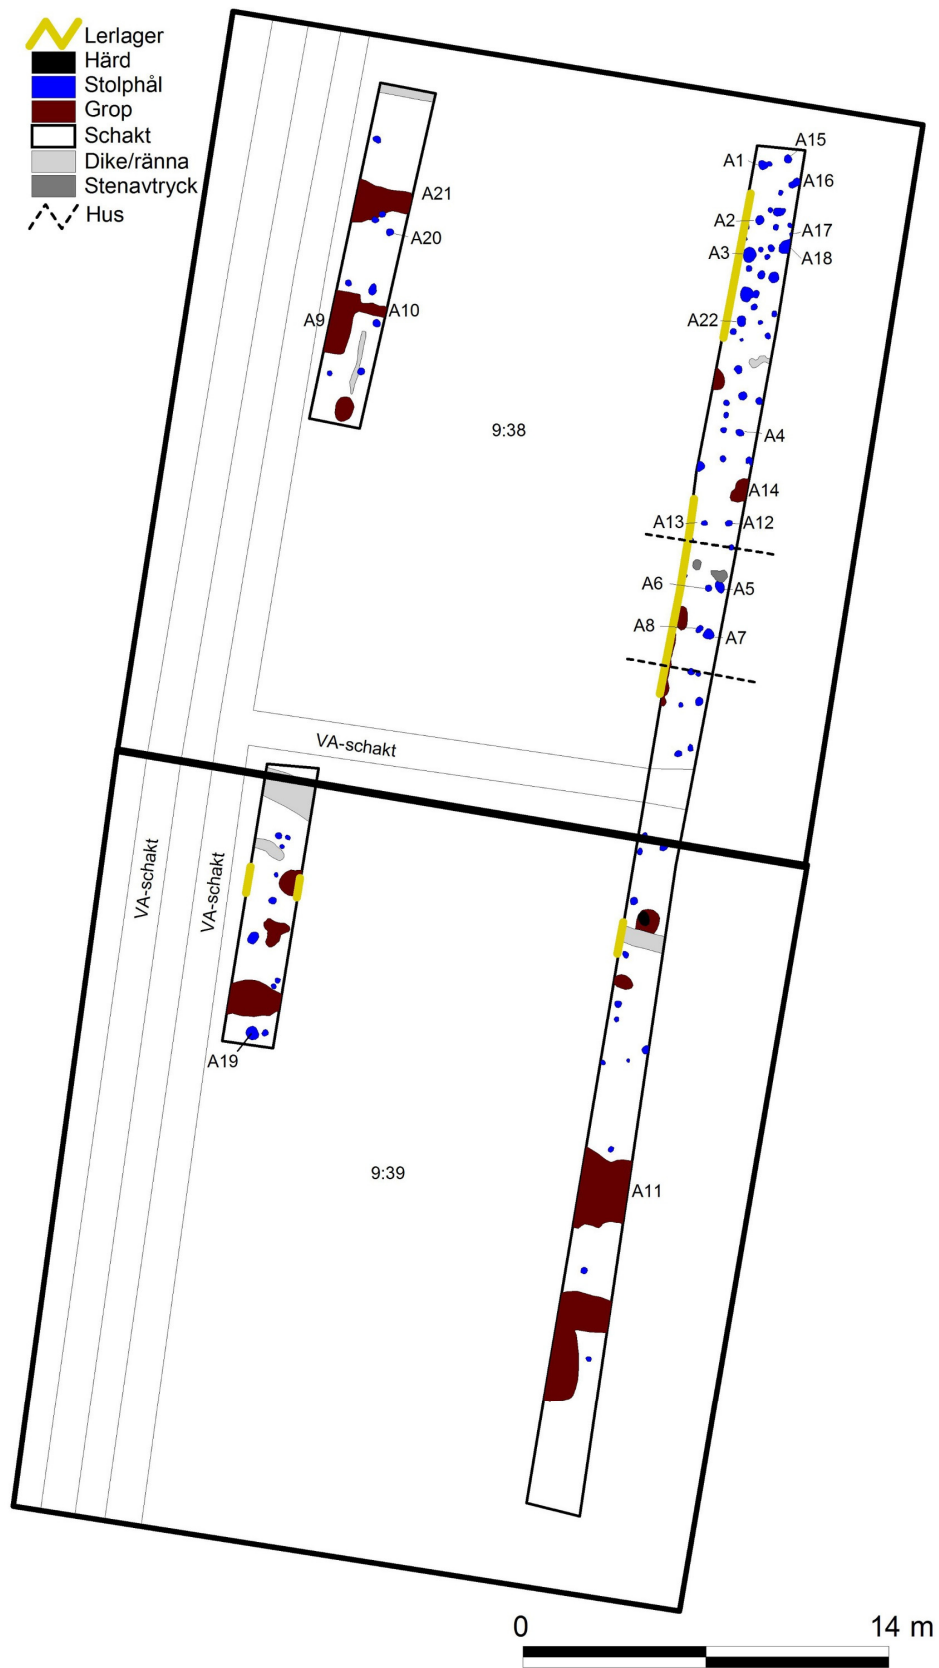 Lerlager
Härd
Stolphål
Grop
Schakt
Dike/ränna
Stenavtryck
Hus
A15
A1
A16
A21
A2
A17
A20
A3
A18
A9
A10
A22
9:38
A4
A14
A13
A12
A6
A5
A8
A7
VA-schakt
VA-schakt
VA-schakt
A19
9:39
A11
0
14 m